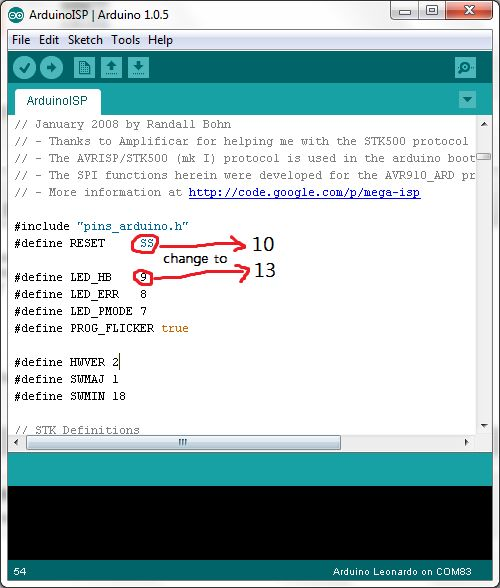 ArduinoISP | Arduino 1.0.5
File Edit Sketch Tools Help
ArduinoISP
// January 2008 by Randall Bohn
// - Thanks to Amplificar for helping me with the STK500 protocol
// - The AVRISP/STK500 (mk I) protocol is used in the arduino boot
// - The SPI functions herein were developed for the AVR910_ARD pr
// - More information at http://code.google.com/p/mega-isp
#include "pins_arduino.h"
#define RESET SS 10
change to
#define LED_HB 9 13
#define LED_ERR 8
#define LED_PMODE 7
#define PROG_FLICKER true
#define HWVER 2
#define SWMAJ 1
#define SWMIN 18
// STK Definitions
54 Arduino Leonardo on COM83